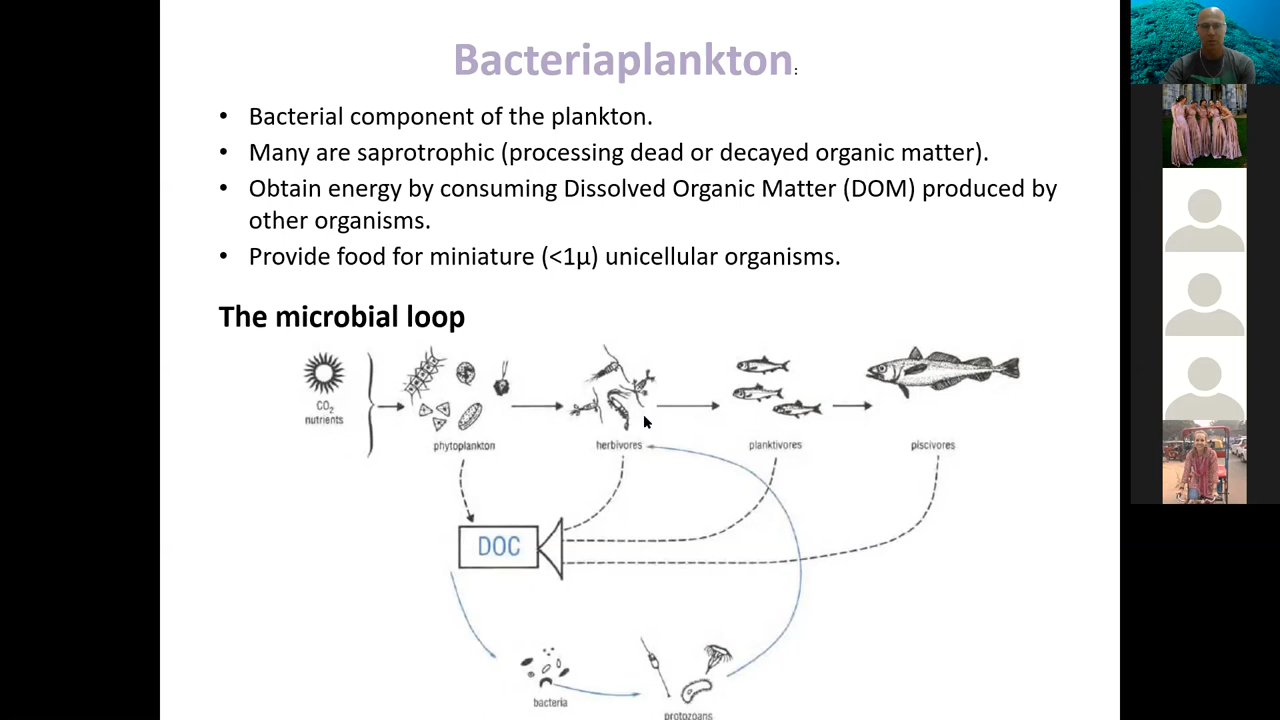 Bacteriaplankton:
• Bacterial component of the plankton.
• Many are saprotrophic (processing dead or decayed organic matter).
• Obtain energy by consuming Dissolved Organic Matter (DOM) produced by
other organisms.
• Provide food for miniature (<1µ) unicellular organisms.
The microbial loop
CO2
nutrients
phytoplankton
herbivores
planktivores
piscivores
DOC
bacteria
protozoans